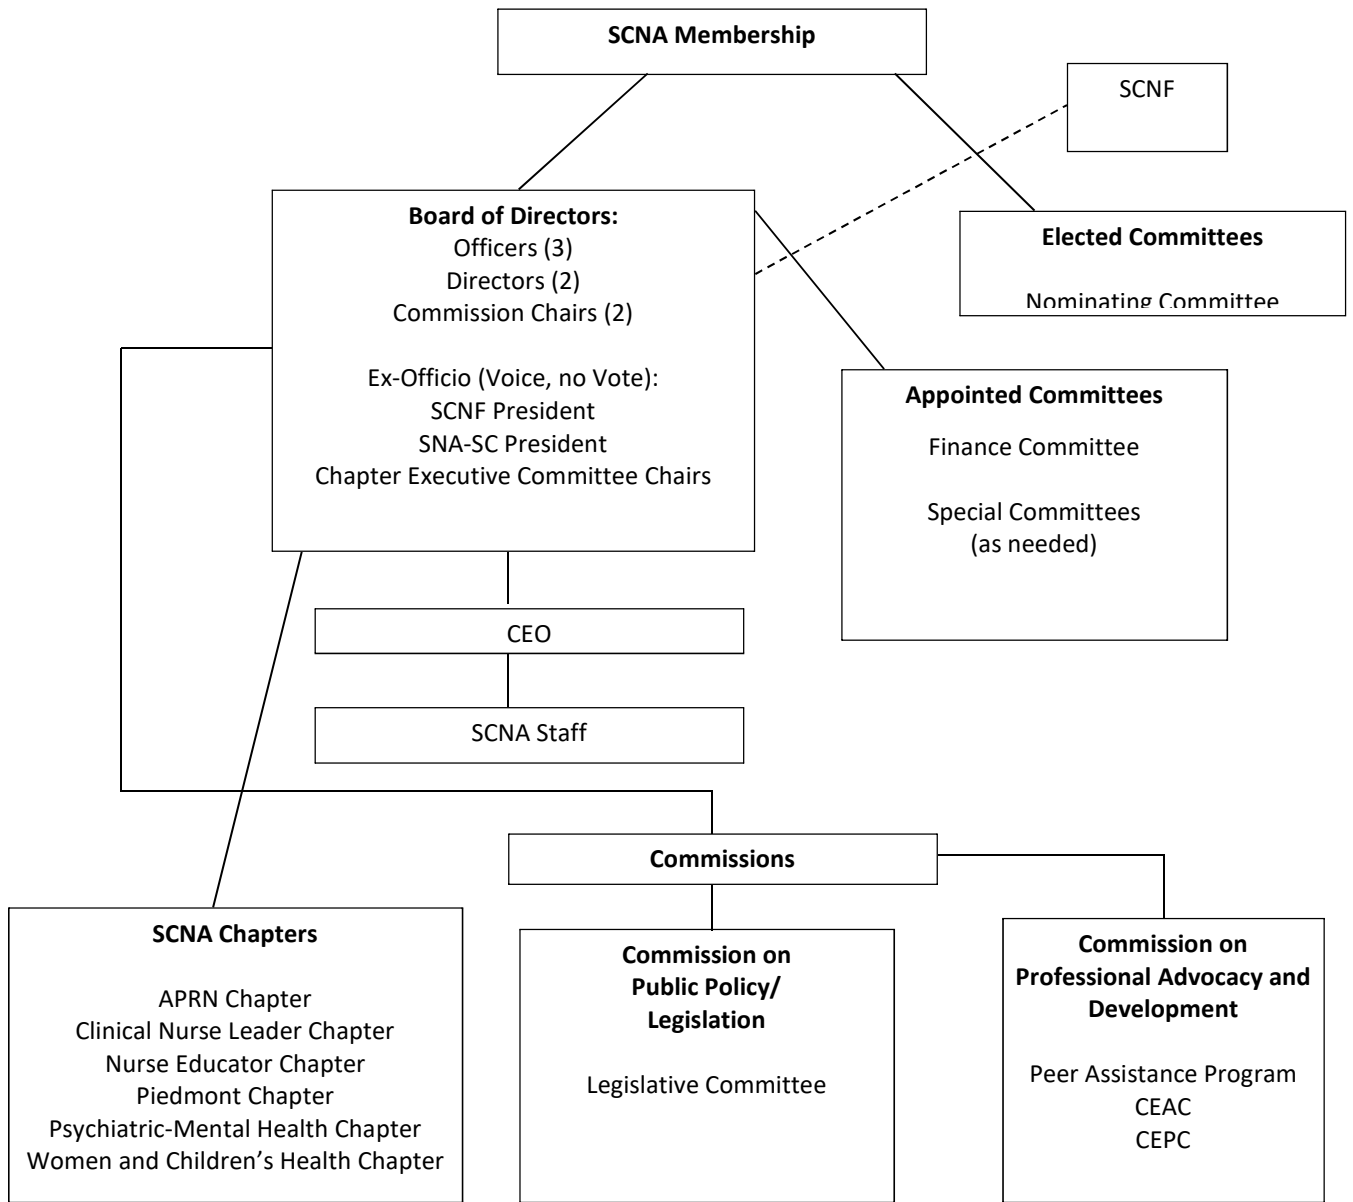 SCNA Membership
SCNF
Board of Directors:
Officers (3)
Directors (2)
Commission Chairs (2)
Ex-Officio (Voice, no Vote):
SCNF President
SNA-SC President
Chapter Executive Committee Chairs
Elected Committees
Nominating Committee
Appointed Committees
Finance Committee
Special Committees
(as needed)
CEO
SCNA Staff
Commissions
SCNA Chapters
APRN Chapter
Clinical Nurse Leader Chapter
Nurse Educator Chapter
Piedmont Chapter
Psychiatric-Mental Health Chapter
Women and Children’s Health Chapter
Commission on
Public Policy/
Legislation
Legislative Committee
Commission on
Professional Advocacy and
Development
Peer Assistance Program
CEAC
CEPC